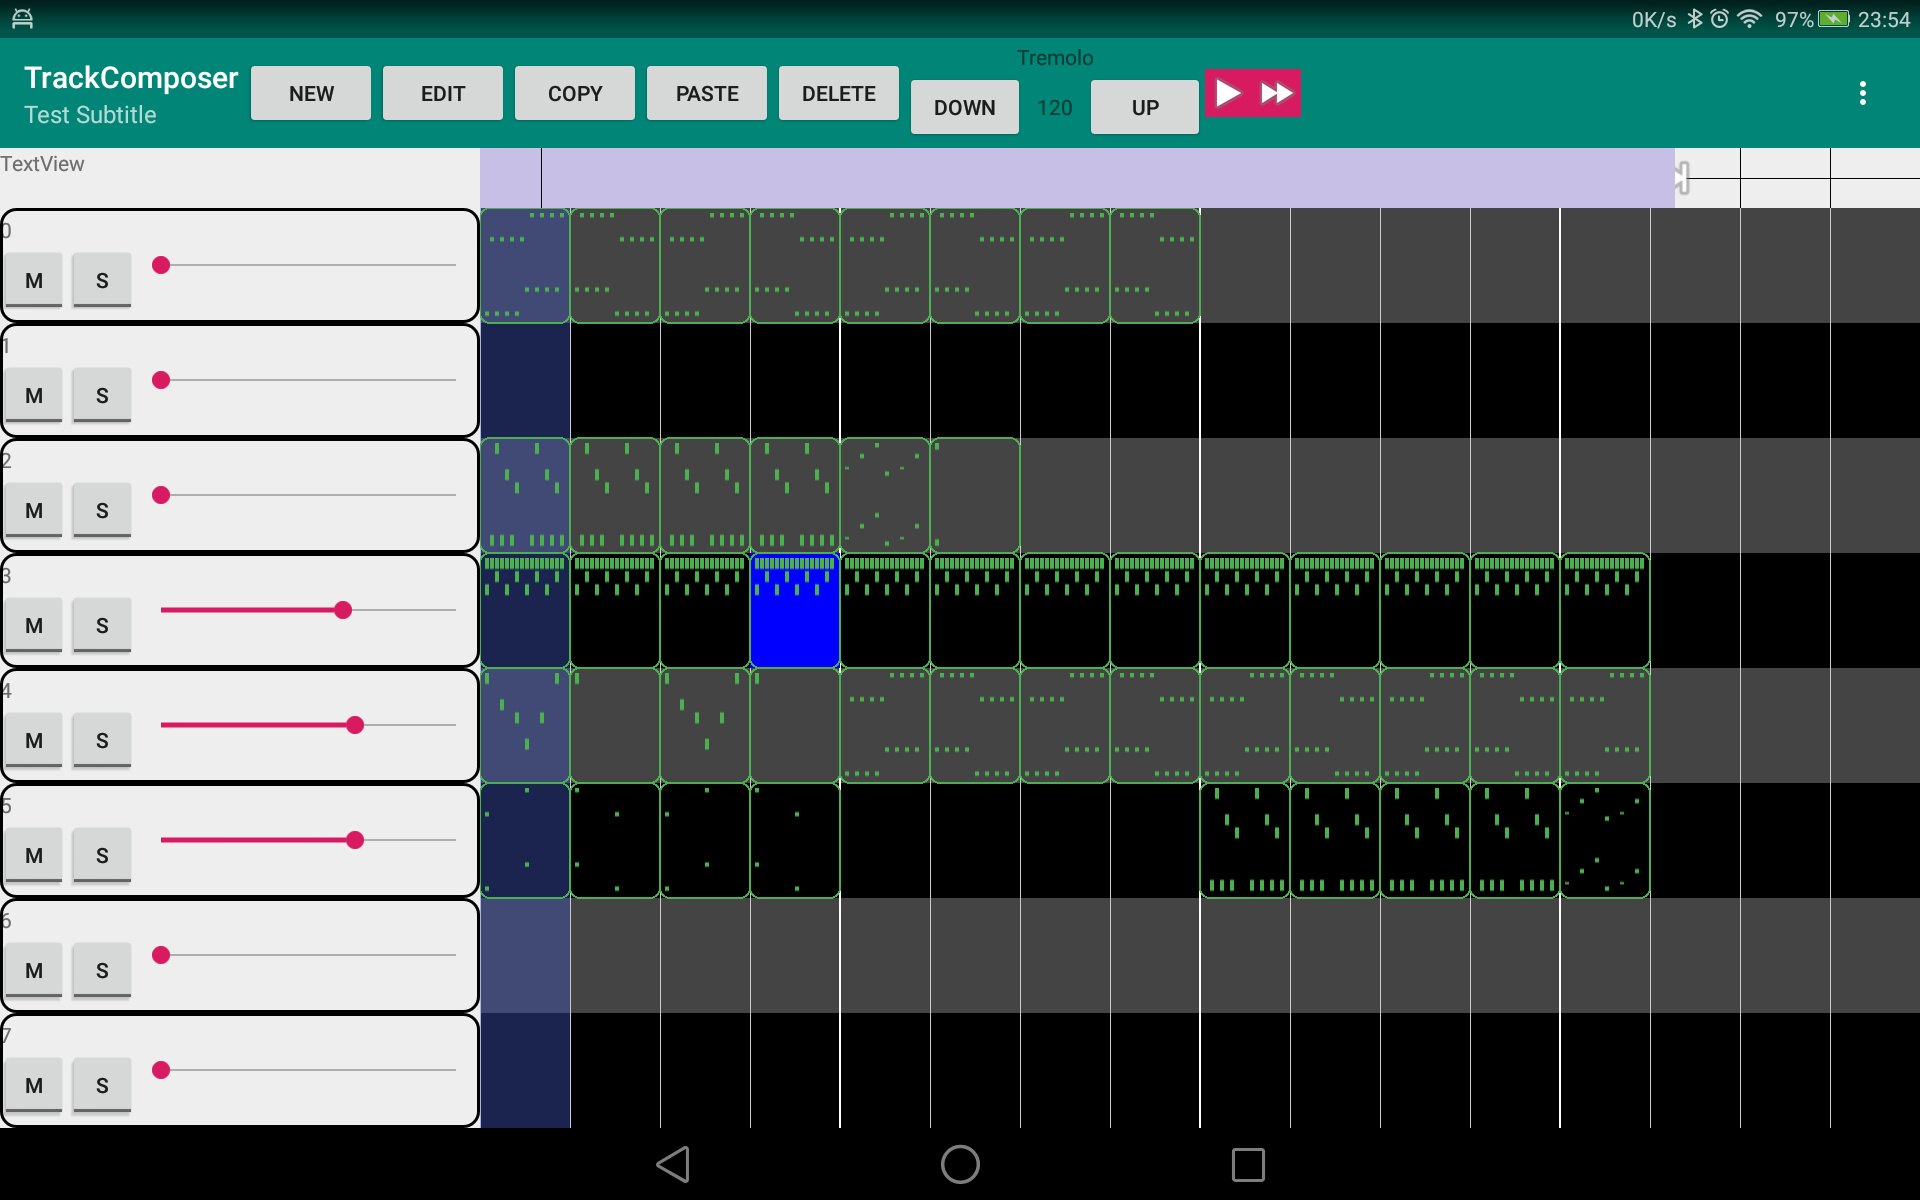 0K/s 97% 23:54
Tremolo
TrackComposer
Test Subtitle
NEW EDIT COPY PASTE DELETE DOWN 120 UP
TextView
0
M S
1
M S
2
M S
3
M S
4
M S
5
M S
6
M S
7
M S